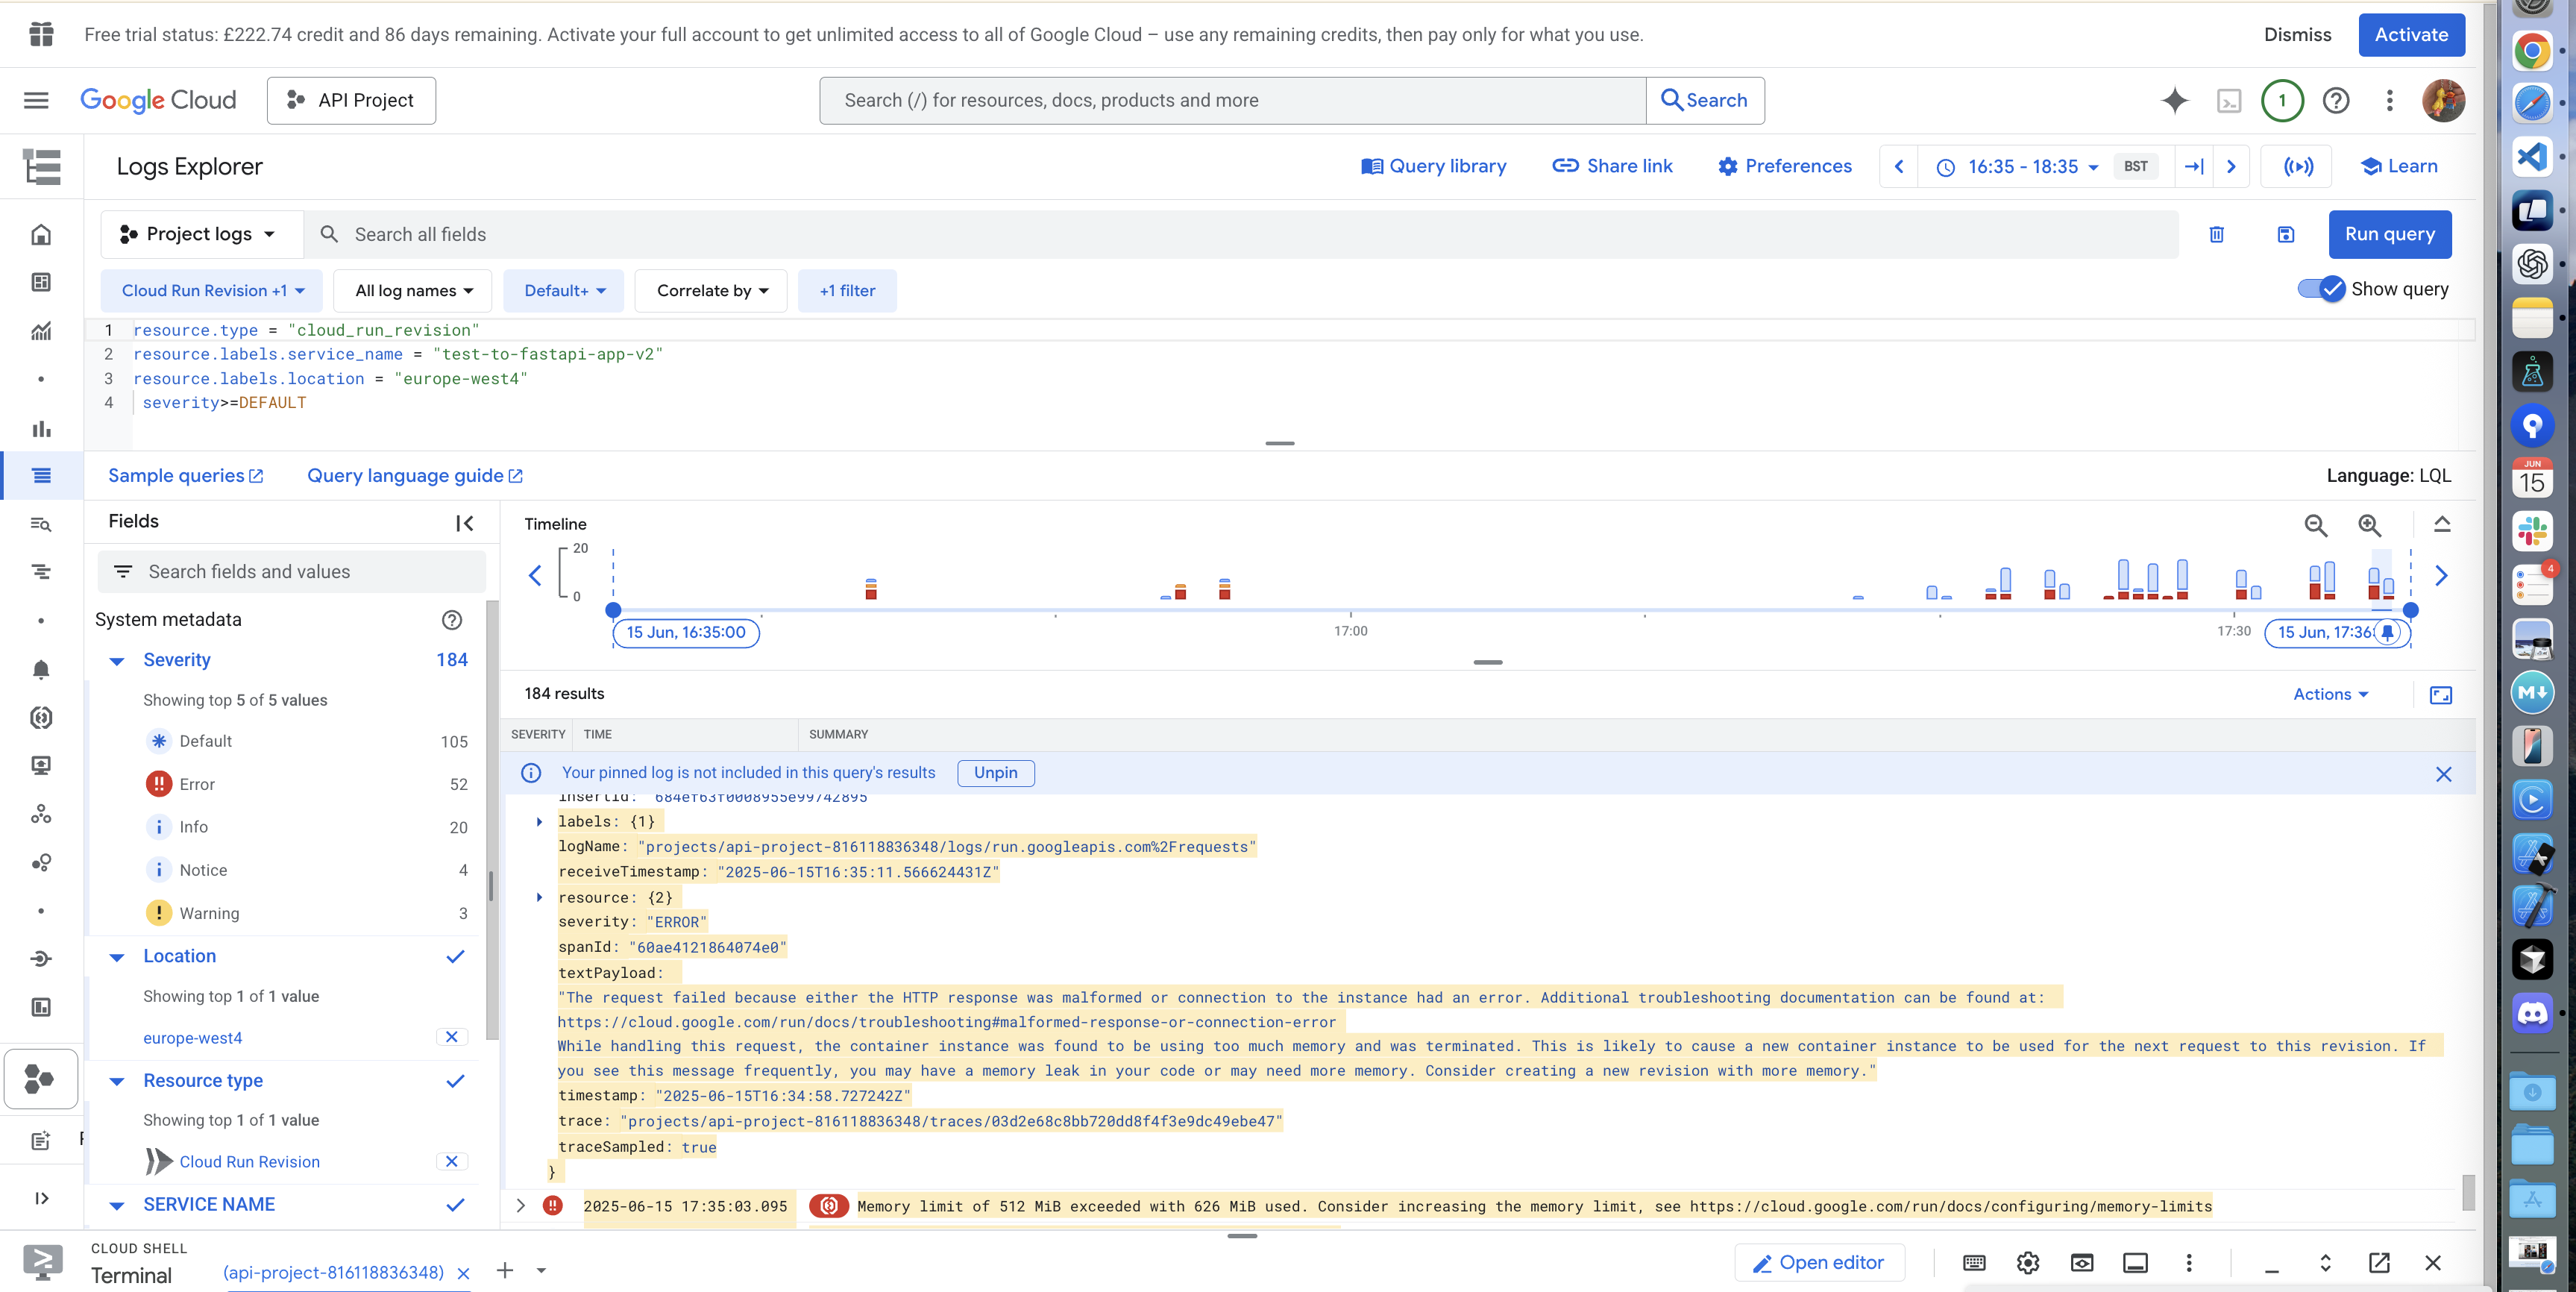 Free trial status: £222.74 credit and 86 days remaining. Activate your full account to get unlimited access to all of Google Cloud – use any remaining credits, then pay only for what you use.
Dismiss
Activate
Google Cloud
API Project
Search (/) for resources, docs, products and more
Search
1
Logs Explorer
Query library
Share link
Preferences
16:35 - 18:35
BST
Learn
Project logs
Search all fields
Run query
Cloud Run Revision +1
All log names
Default+
Correlate by
+1 filter
Show query
1 resource.type = "cloud_run_revision"
2 resource.labels.service_name = "test-to-fastapi-app-v2"
3 resource.labels.location = "europe-west4"
4 severity>=DEFAULT
Sample queries
Query language guide
Language: LQL
Fields
Search fields and values
System metadata
Severity 184
Showing top 5 of 5 values
Default 105
Error 52
Info 20
Notice 4
Warning 3
Location
Showing top 1 of 1 value
europe-west4
Resource type
Showing top 1 of 1 value
Cloud Run Revision
SERVICE NAME
Timeline
20
0
15 Jun, 16:35:00
17:00
17:30
15 Jun, 17:36:
184 results
Actions
SEVERITY TIME SUMMARY
Your pinned log is not included in this query's results
Unpin
insertId: "684ef63f0008955e99742895"
labels: {1}
logName: "projects/api-project-816118836348/logs/run.googleapis.com%2Frequests"
receiveTimestamp: "2025-06-15T16:35:11.566624431Z"
resource: {2}
severity: "ERROR"
spanId: "60ae4121864074e0"
textPayload:
"The request failed because either the HTTP response was malformed or connection to the instance had an error. Additional troubleshooting documentation can be found at:
https://cloud.google.com/run/docs/troubleshooting#malformed-response-or-connection-error
While handling this request, the container instance was found to be using too much memory and was terminated. This is likely to cause a new container instance to be used for the next request to this revision. If
you see this message frequently, you may have a memory leak in your code or may need more memory. Consider creating a new revision with more memory."
timestamp: "2025-06-15T16:34:58.727242Z"
trace: "projects/api-project-816118836348/traces/03d2e68c8bb720dd8f4f3e9dc49ebe47"
traceSampled: true
}
2025-06-15 17:35:03.095 Memory limit of 512 MiB exceeded with 626 MiB used. Consider increasing the memory limit, see https://cloud.google.com/run/docs/configuring/memory-limits
CLOUD SHELL
Terminal
(api-project-816118836348)
Open editor
JUN
15
4
M